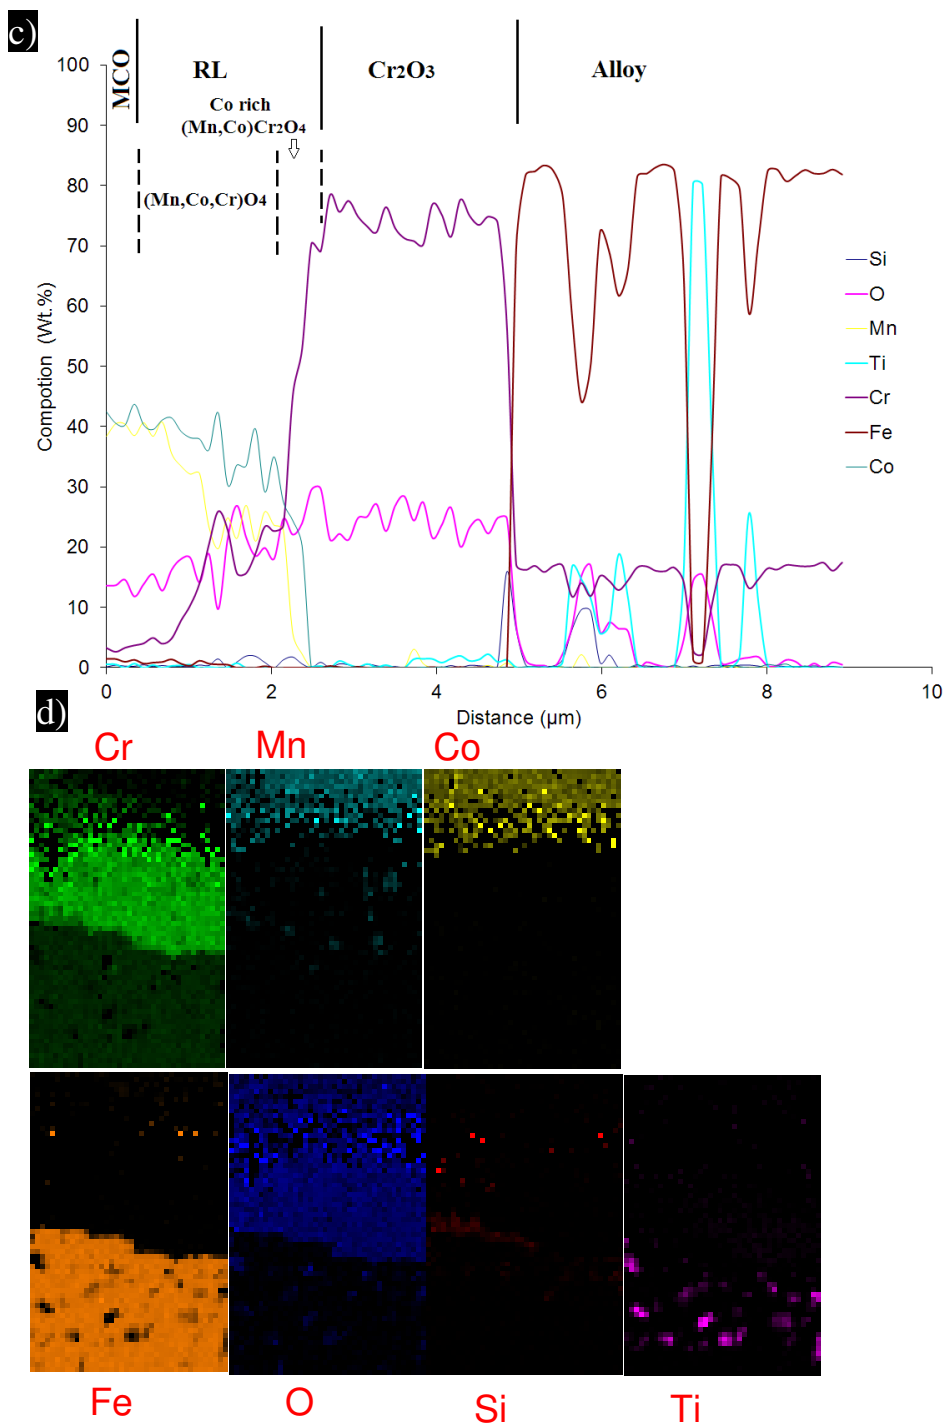 c)
MCO
RL
Cr2O3
Alloy
Co rich
(Mn,Co)Cr2O4
(Mn,Co,Cr)O4
100
90
80
70
60
50
40
30
20
10
0
Compotion (Wt.%)
0 2 4 6 8 10
Distance (µm)
Si
O
Mn
Ti
Cr
Fe
Co
d)
Cr Mn Co
Fe O Si Ti